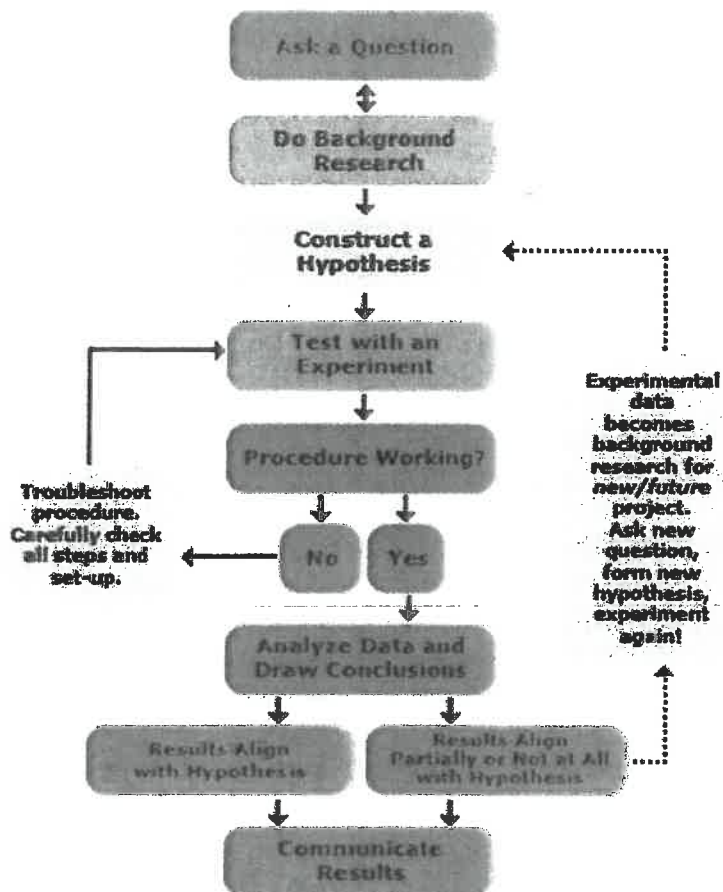 Ask a Question
Do Background
Research
Construct a
Hypothesis
Test with an
Experiment
Procedure Working?
Troubleshoot
procedure.
Carefully check
all steps and
set-up.
No
Yes
Experimental
data
becomes
background
research for
new/future
project.
Ask new
question,
form new
hypothesis,
experiment
again!
Analyze Data and
Draw Conclusions
Results Align
with Hypothesis
Results Align
Partially or Not at All
with Hypothesis
Communicate
Results